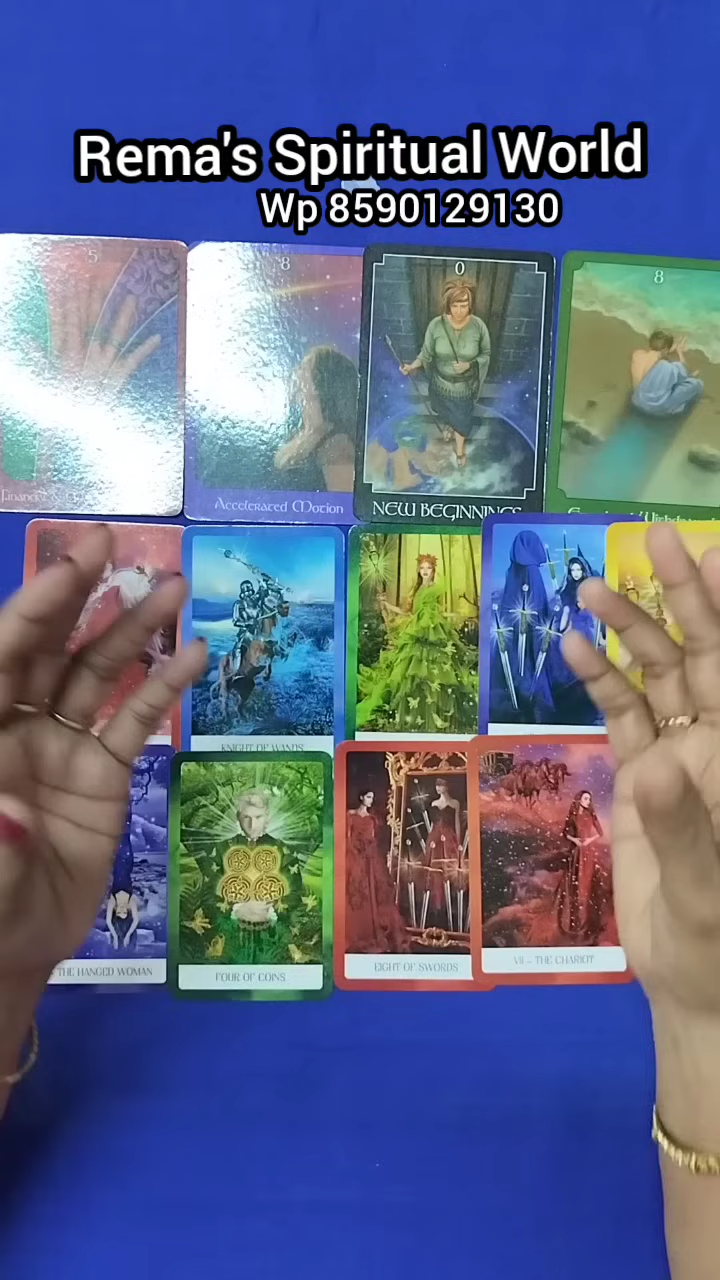 Rema's Spiritual World
Wp 8590129130
5
8
0
8
Accelerated Motion
NEW BEGINNINGS
KNIGHT OF WANDS
THE HANGED WOMAN
FOUR OF COINS
EIGHT OF SWORDS
VII - THE CHARIOT